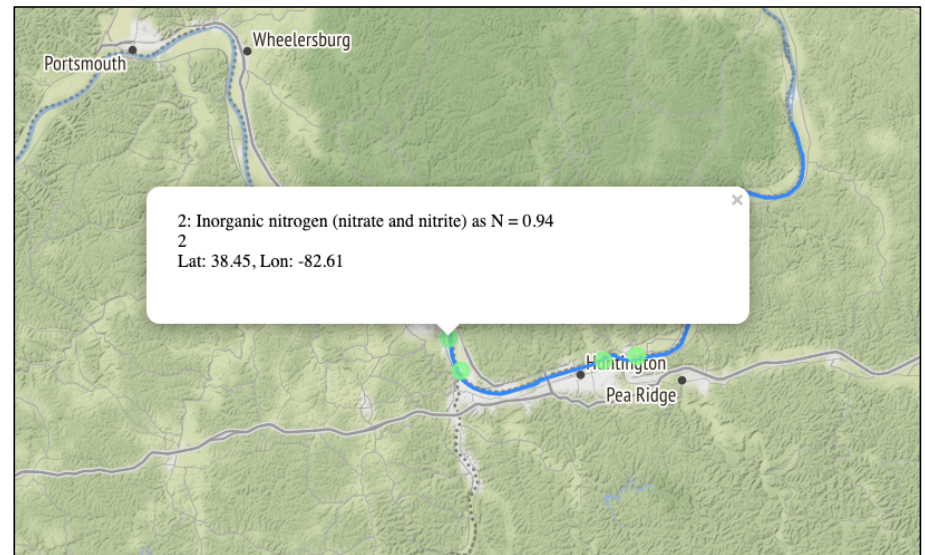 Wheelersburg
Portsmouth
×
2: Inorganic nitrogen (nitrate and nitrite) as N = 0.94
2
Lat: 38.45, Lon: -82.61
Huntington
Pea Ridge